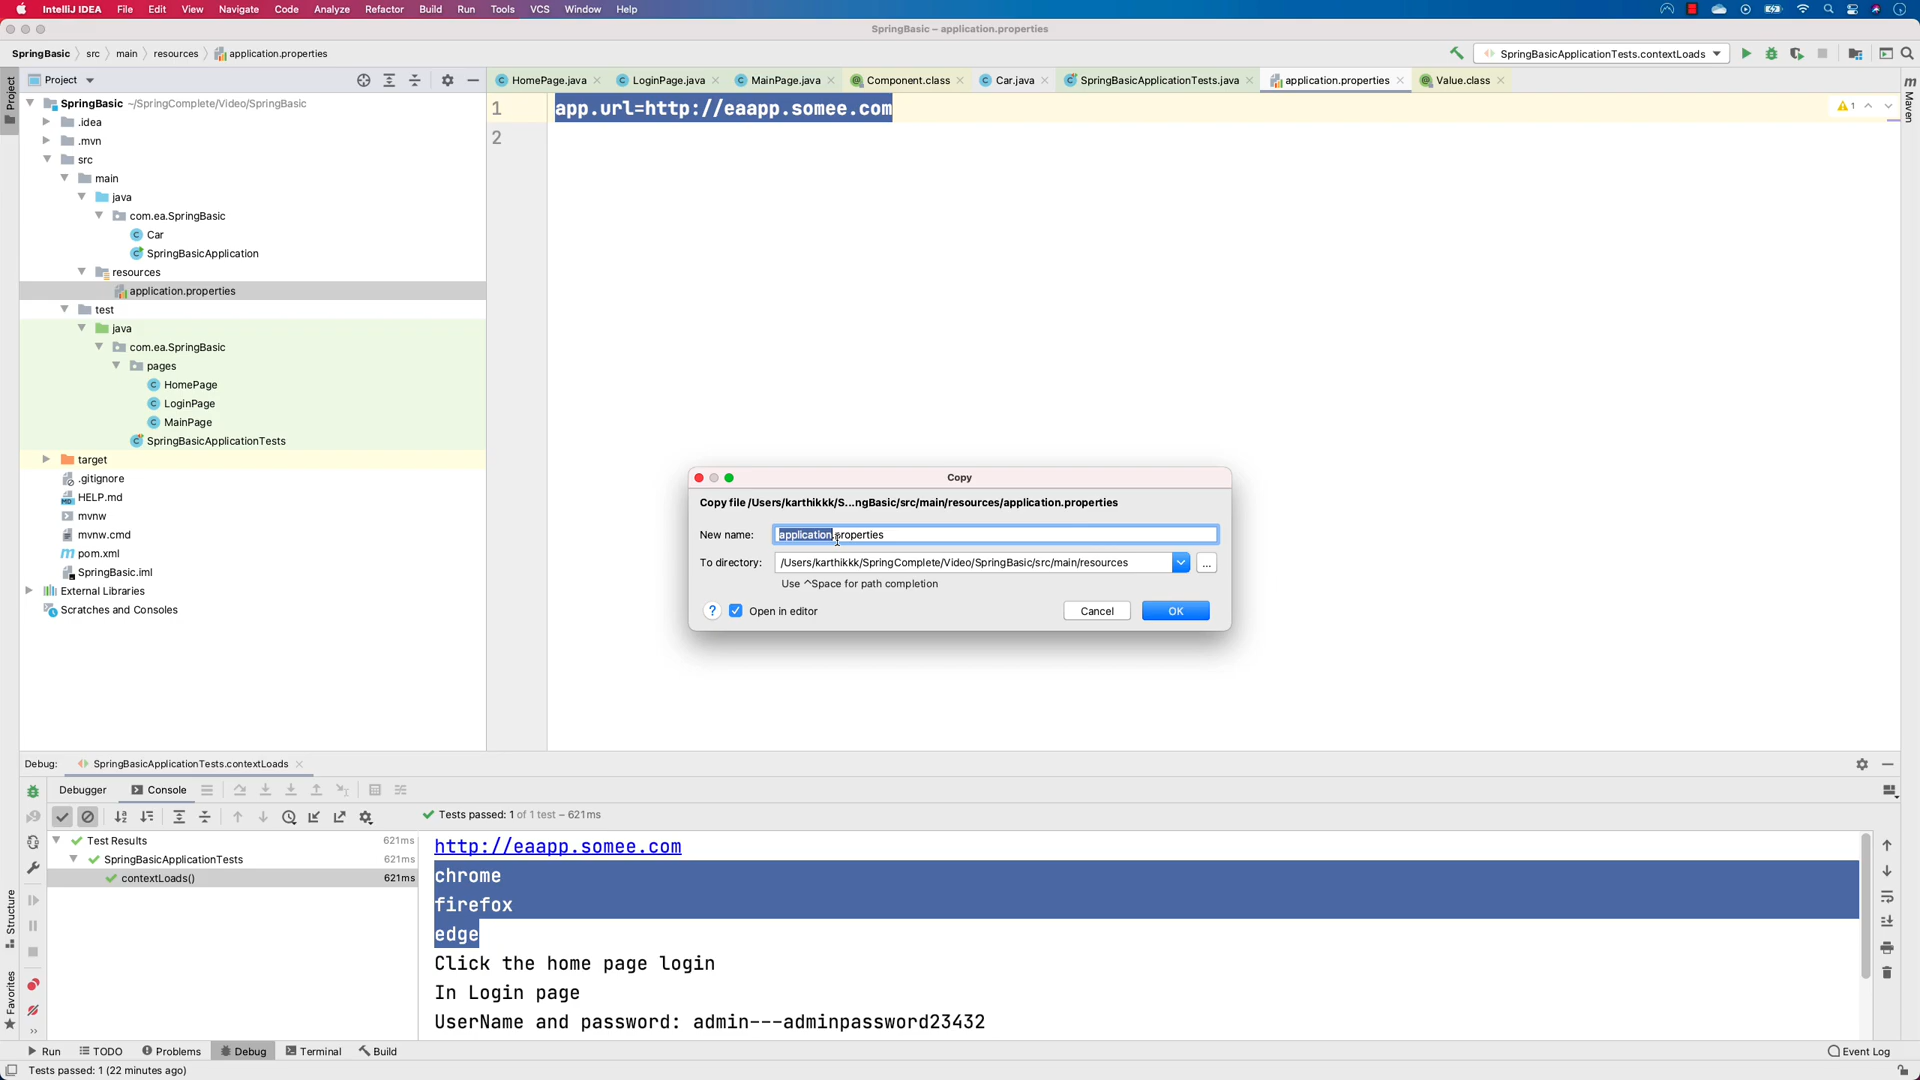 IntelliJ IDEA File Edit View Navigate Code Analyze Refactor Build Run Tools VCS Window Help
SpringBasic – application.properties
SpringBasic src main resources application.properties
SpringBasicApplicationTests.contextLoads
Project
HomePage.java LoginPage.java MainPage.java Component.class Car.java SpringBasicApplicationTests.java application.properties Value.class
Project
Maven
SpringBasic ~/SpringComplete/Video/SpringBasic
.idea
.mvn
src
main
java
com.ea.SpringBasic
Car
SpringBasicApplication
resources
application.properties
test
java
com.ea.SpringBasic
pages
HomePage
LoginPage
MainPage
SpringBasicApplicationTests
target
.gitignore
HELP.md
mvnw
mvnw.cmd
pom.xml
SpringBasic.iml
External Libraries
Scratches and Consoles
1 app.url=http://eaapp.somee.com
1
2
Copy
Copy file /Users/karthikkk/S...ngBasic/src/main/resources/application.properties
New name: application.properties
To directory: /Users/karthikkk/SpringComplete/Video/SpringBasic/src/main/resources
...
Use ^Space for path completion
? Open in editor Cancel OK
Debug: SpringBasicApplicationTests.contextLoads
Debugger Console
Tests passed: 1 of 1 test – 621ms
Test Results 621ms
SpringBasicApplicationTests 621ms
contextLoads() 621ms
http://eaapp.somee.com
chrome
firefox
edge
Click the home page login
In Login page
UserName and password: admin---adminpassword23432
Structure
Favorites
Run TODO Problems Debug Terminal Build Event Log
Tests passed: 1 (22 minutes ago)